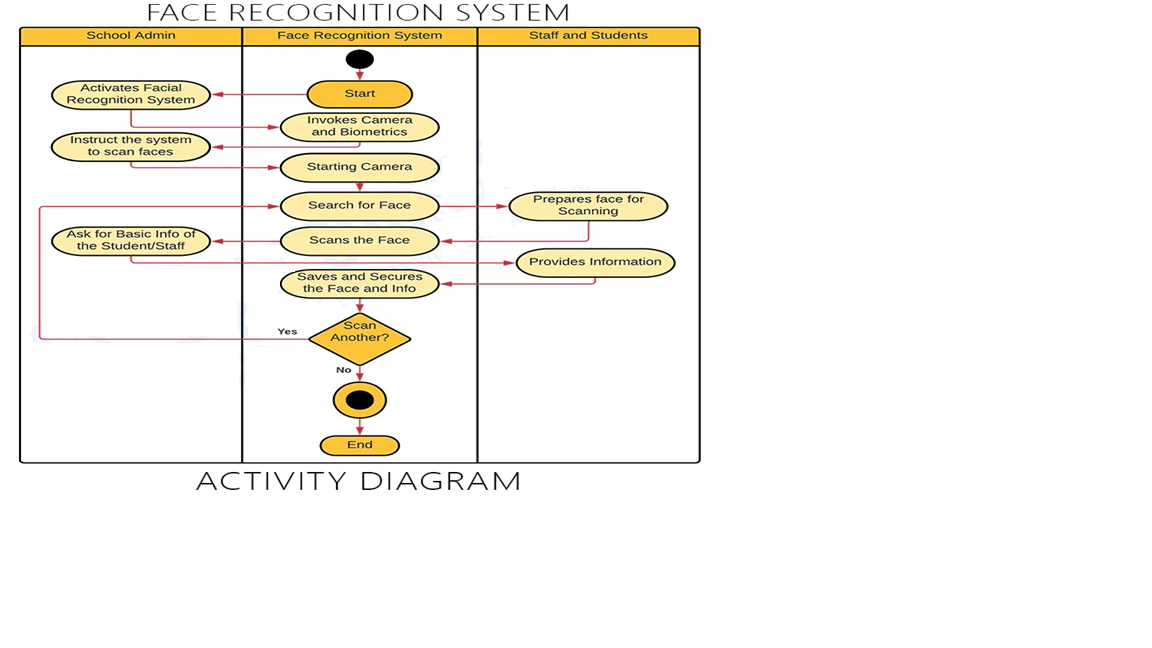 FACE RECOGNITION SYSTEM
School Admin
Face Recognition System
Staff and Students
Start
Activates Facial
Recognition System
Invokes Camera
and Biometrics
Instruct the system
to scan faces
Starting Camera
Search for Face
Prepares face for
Scanning
Scans the Face
Ask for Basic Info of
the Student/Staff
Provides Information
Saves and Secures
the Face and Info
Scan
Another?
Yes
No
End
ACTIVITY DIAGRAM